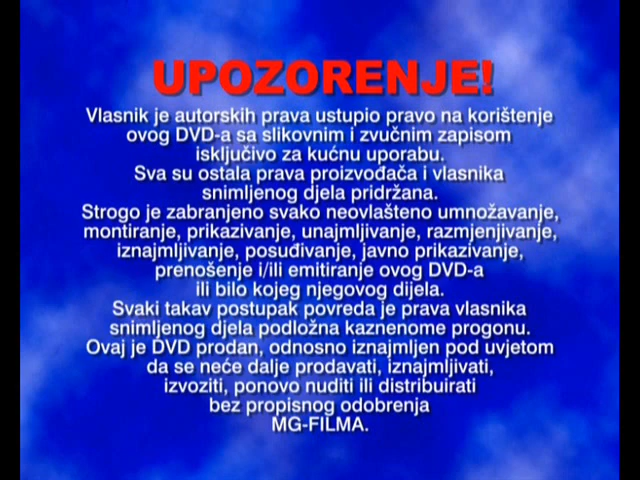 UPOZORENJE!
Vlasnik je autorskih prava ustupio pravo na korištenje
ovog DVD-a sa slikovnim i zvučnim zapisom
isključivo za kućnu uporabu.
Sva su ostala prava proizvođača i vlasnika
snimljenog djela pridržana.
Strogo je zabranjeno svako neovlašteno umnožavanje,
montiranje, prikazivanje, unajmljivanje, razmjenjivanje,
iznajmljivanje, posuđivanje, javno prikazivanje,
prenošenje i/ili emitiranje ovog DVD-a
ili bilo kojeg njegovog dijela.
Svaki takav postupak povreda je prava vlasnika
snimljenog djela podložna kaznenome progonu.
Ovaj je DVD prodan, odnosno iznajmljen pod uvjetom
da se neće dalje prodavati, iznajmljivati,
izvoziti, ponovo nuditi ili distribuirati
bez propisnog odobrenja
MG-FILMA.